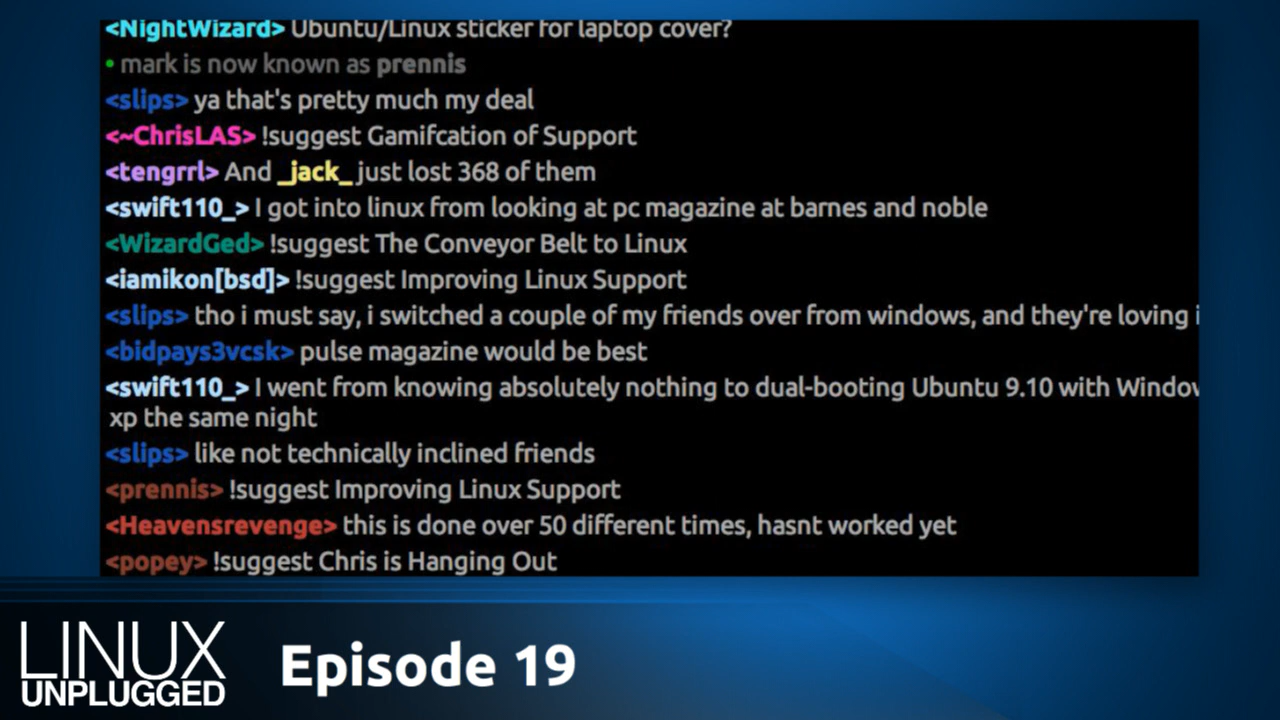 <NightWizard> Ubuntu/Linux sticker for laptop cover?
• mark is now known as prennis
<slips> ya that's pretty much my deal
<~ChrisLAS> !suggest Gamifcation of Support
<tengrrl> And _jack_ just lost 368 of them
<swift110_> I got into linux from looking at pc magazine at barnes and noble
<WizardGed> !suggest The Conveyor Belt to Linux
<iamikon[bsd]> !suggest Improving Linux Support
<slips> tho i must say, i switched a couple of my friends over from windows, and they're loving i
<bidpays3vcsk> pulse magazine would be best
<swift110_> I went from knowing absolutely nothing to dual-booting Ubuntu 9.10 with Window
xp the same night
<slips> like not technically inclined friends
<prennis> !suggest Improving Linux Support
<Heavensrevenge> this is done over 50 different times, hasnt worked yet
<popey> !suggest Chris is Hanging Out
LINUX
UNPLUGGED
Episode 19